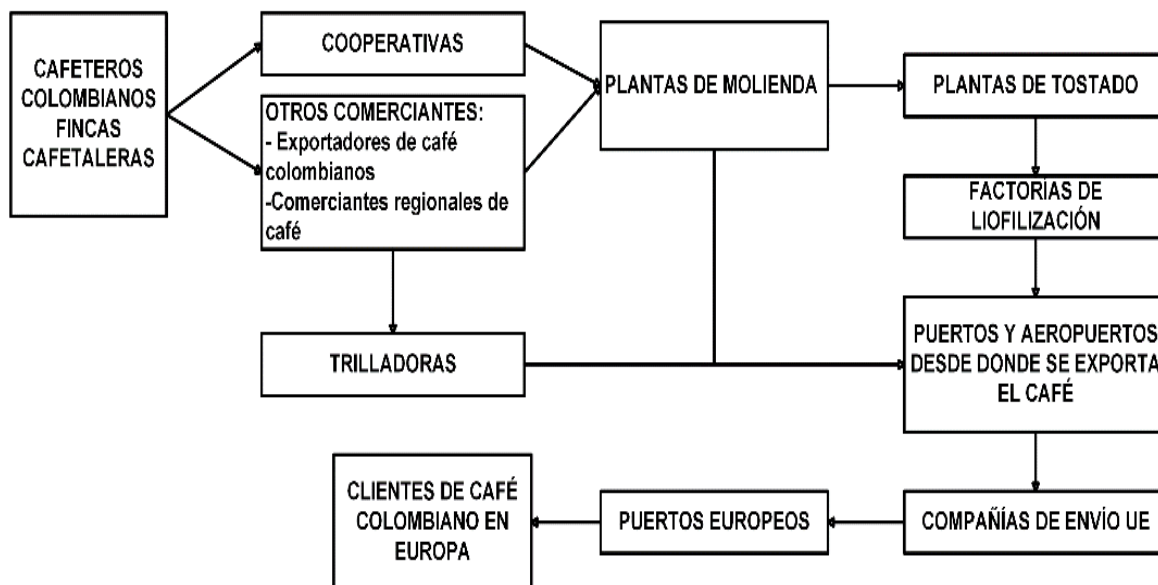 CAFETEROS
COLOMBIANOS
FINCAS
CAFETALERAS
COOPERATIVAS
OTROS COMERCIANTES:
- Exportadores de café
colombianos
-Comerciantes regionales de
café
TRILLADORAS
PLANTAS DE MOLIENDA
PLANTAS DE TOSTADO
FACTORÍAS DE
LIOFILIZACIÓN
PUERTOS Y AEROPUERTOS
DESDE DONDE SE EXPORTA
EL CAFÉ
COMPAÑÍAS DE ENVÍO UE
PUERTOS EUROPEOS
CLIENTES DE CAFÉ
COLOMBIANO EN
EUROPA